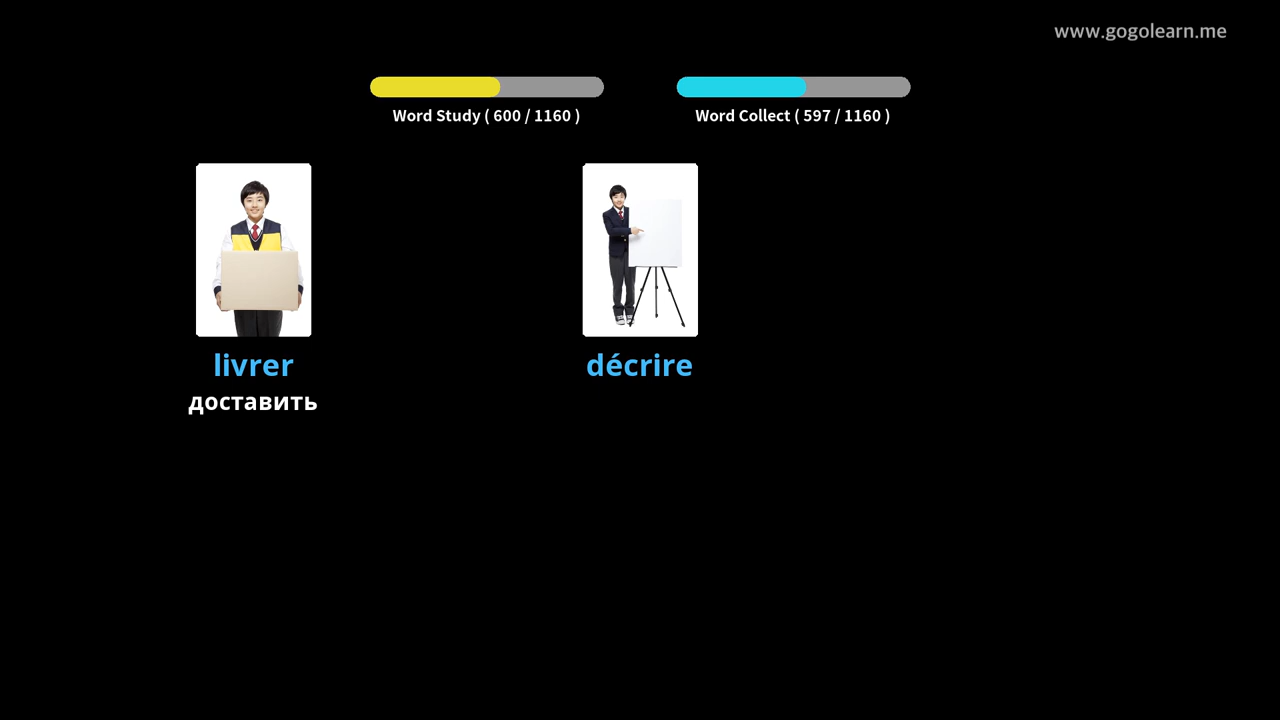 www.gogolearn.me
Word Study ( 600 / 1160 )
Word Collect ( 597 / 1160 )
livrer
доставить
décrire